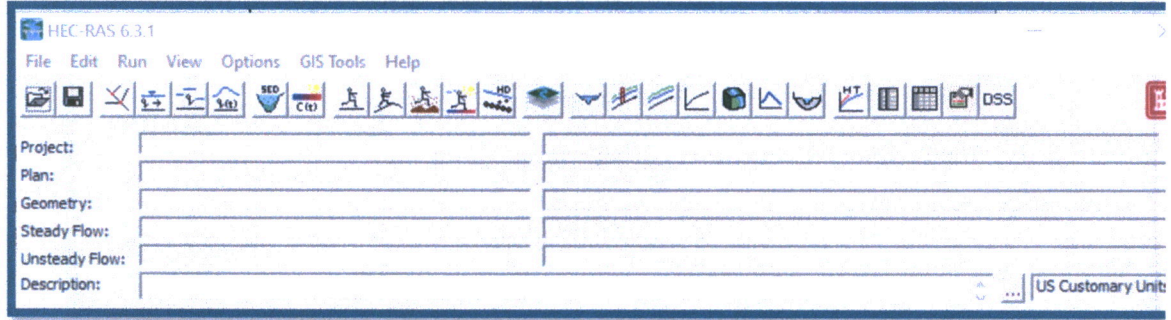 HEC-RAS 6.3.1
File Edit Run View Options GIS Tools Help
SED C(t) HD HT DSS
Project:
Plan:
Geometry:
Steady Flow:
Unsteady Flow:
Description:
... US Customary Units